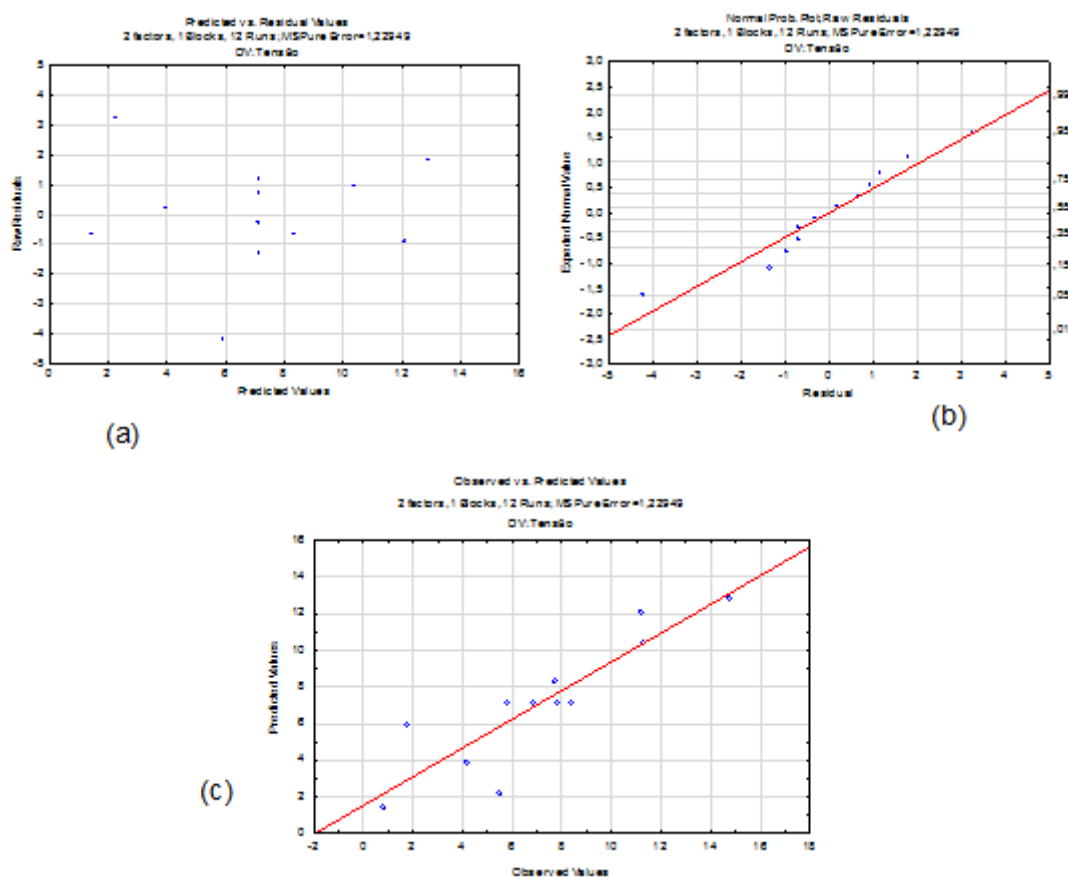 Predicted vs. Residual Values
2 factors, 1 Blocks, 12 Runs; MS Pure Error=1,22949
DV: Tensão
5
4
3
2
1
0
-1
-2
-3
-4
-5
Raw Residuals
0 2 4 6 8 10 12 14 16
Predicted Values
(a)
Normal Prob. Plot; Raw Residuals
2 factors, 1 Blocks, 12 Runs; MS Pure Error=1,22949
DV: Tensão
3,0
2,5
2,0
1,5
1,0
0,5
0,0
-0,5
-1,0
-1,5
-2,0
-2,5
-3,0
Expected Normal Value
,99
,95
,75
,55
,35
,15
,05
,01
-5 -4 -3 -2 -1 0 1 2 3 4 5
Residual
(b)
Observed vs. Predicted Values
2 factors, 1 Blocks, 12 Runs; MS Pure Error=1,22949
DV: Tensão
16
14
12
10
8
6
4
2
0
Predicted Values
-2 0 2 4 6 8 10 12 14 16 18
Observed Values
(c)